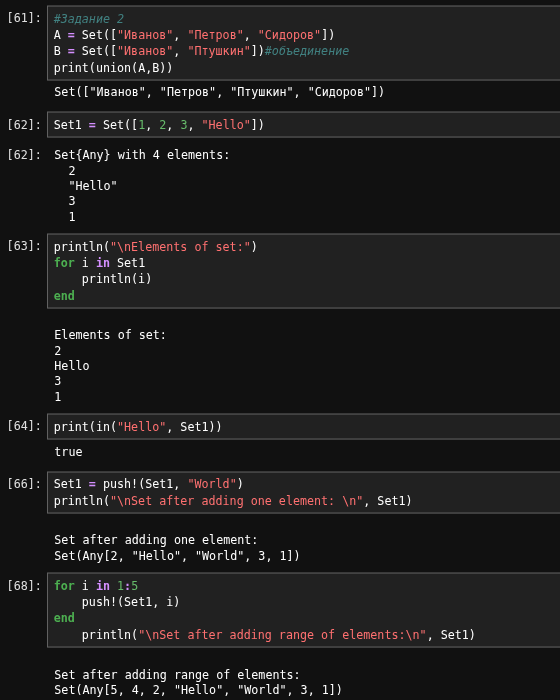 [61]: #Задание 2
A = Set(["Иванов", "Петров", "Сидоров"])
B = Set(["Иванов", "Птушкин"])#объединение
print(union(A,B))
Set(["Иванов", "Петров", "Птушкин", "Сидоров"])
[62]: Set1 = Set([1, 2, 3, "Hello"])
[62]: Set{Any} with 4 elements:
  2
  "Hello"
  3
  1
[63]: println("\nElements of set:")
for i in Set1
    println(i)
end
Elements of set:
2
Hello
3
1
[64]: print(in("Hello", Set1))
true
[66]: Set1 = push!(Set1, "World")
println("\nSet after adding one element: \n", Set1)
Set after adding one element:
Set(Any[2, "Hello", "World", 3, 1])
[68]: for i in 1:5
    push!(Set1, i)
end
    println("\nSet after adding range of elements:\n", Set1)
Set after adding range of elements:
Set(Any[5, 4, 2, "Hello", "World", 3, 1])